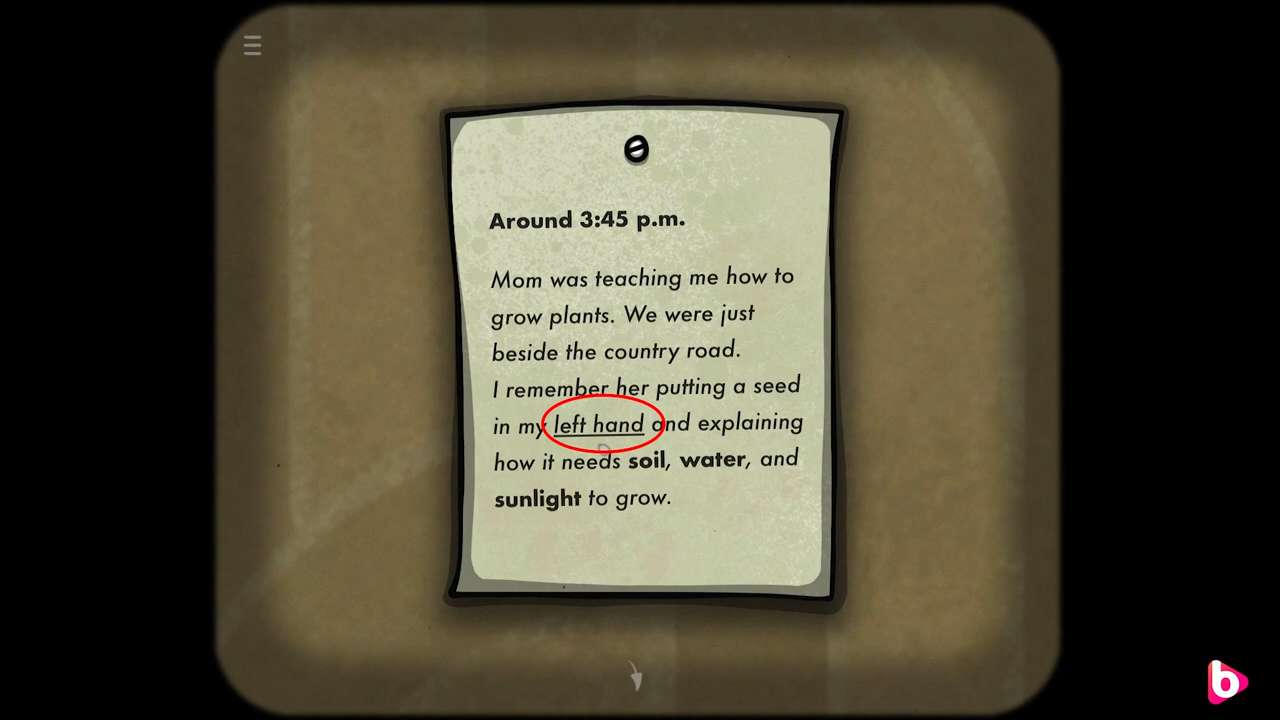 Around 3:45 p.m.
Mom was teaching me how to
grow plants. We were just
beside the country road.
I remember her putting a seed
in my left hand and explaining
how it needs soil, water, and
sunlight to grow.
b